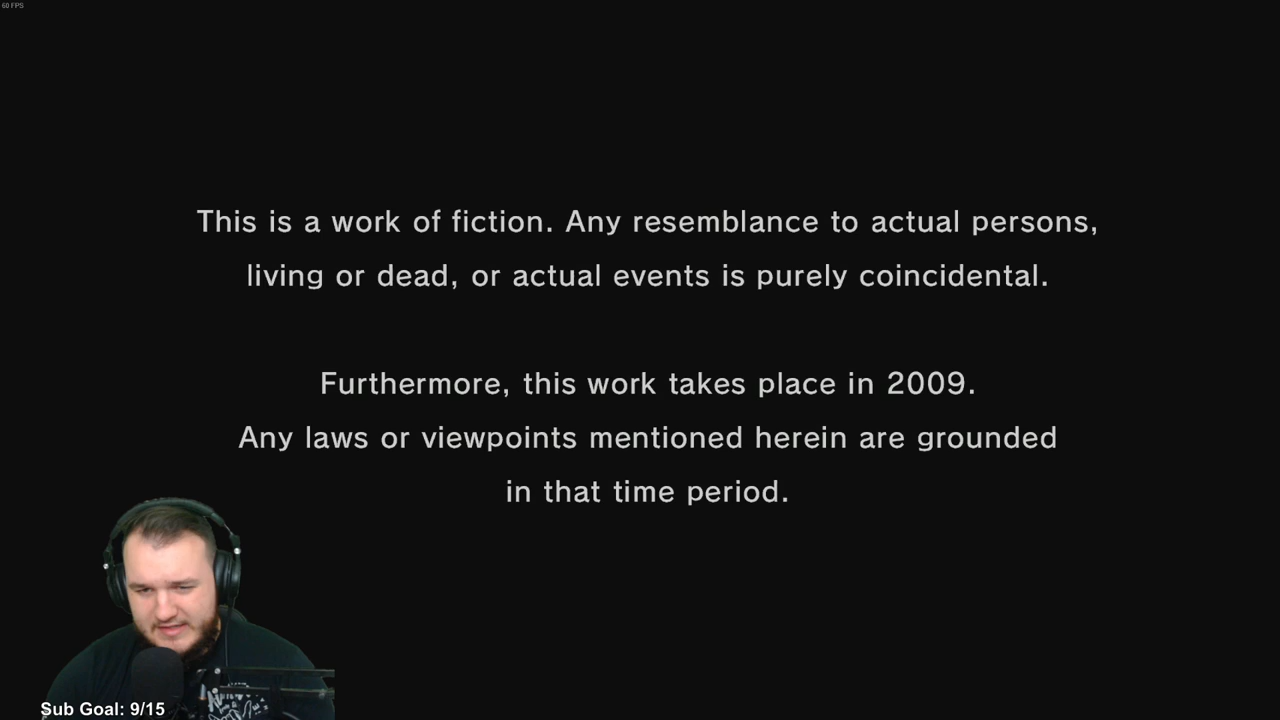 60 FPS
This is a work of fiction. Any resemblance to actual persons,
living or dead, or actual events is purely coincidental.
Furthermore, this work takes place in 2009.
Any laws or viewpoints mentioned herein are grounded
in that time period.
Sub Goal: 9/15